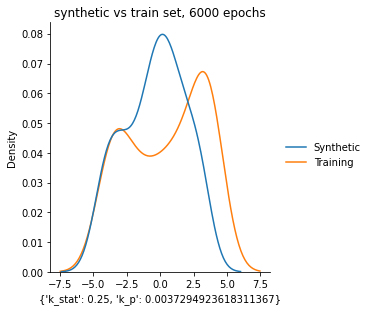 synthetic vs train set, 6000 epochs
0.08
0.07
0.06
0.05
0.04
0.03
0.02
0.01
0.00
Density
Synthetic
Training
−7.5 −5.0 −2.5 0.0 2.5 5.0 7.5
{'k_stat': 0.25, 'k_p': 0.0037294923618311367}